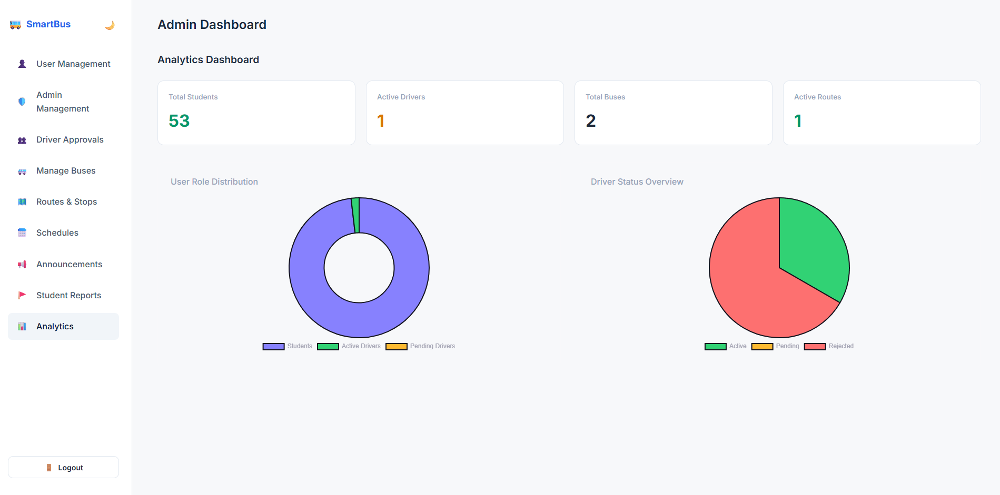 SmartBus
User Management
Admin
Management
Driver Approvals
Manage Buses
Routes & Stops
Schedules
Announcements
Student Reports
Analytics
Logout
Admin Dashboard
Analytics Dashboard
Total Students
53
Active Drivers
1
Total Buses
2
Active Routes
1
User Role Distribution
Students Active Drivers Pending Drivers
Driver Status Overview
Active Pending Rejected